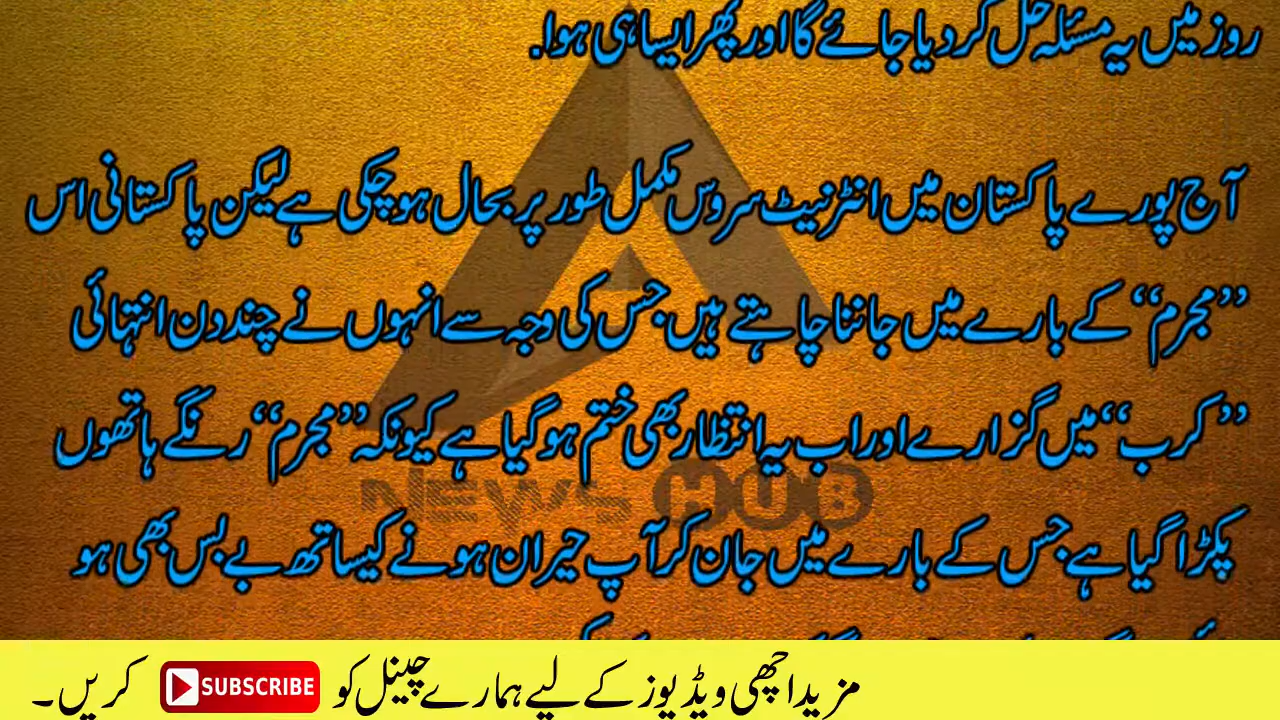 روز میں یہ مسئلہ حل کر دیا جائے گا اور پھر ایسا ہی ہوا.
آج پورے پاکستان میں انٹرنیٹ سروس مکمل طور پر بحال ہو چکی ہے لیکن پاکستانی اس
”مجرم“ کے بارے میں جاننا چاہتے ہیں جس کی وجہ سے انہوں نے چند دن انتہائی
”کرب“ میں گزارے اور اب یہ انتظار بھی ختم ہو گیا ہے کیونکہ ”مجرم“ رنگے ہاتھوں
NEWS HUB
پکڑا گیا ہے جس کے بارے میں جان کر آپ حیران ہونے کیساتھ بے بس بھی ہو
مزید اچھی ویڈیوز کے لیے ہمارے چینل کو SUBSCRIBE کریں۔